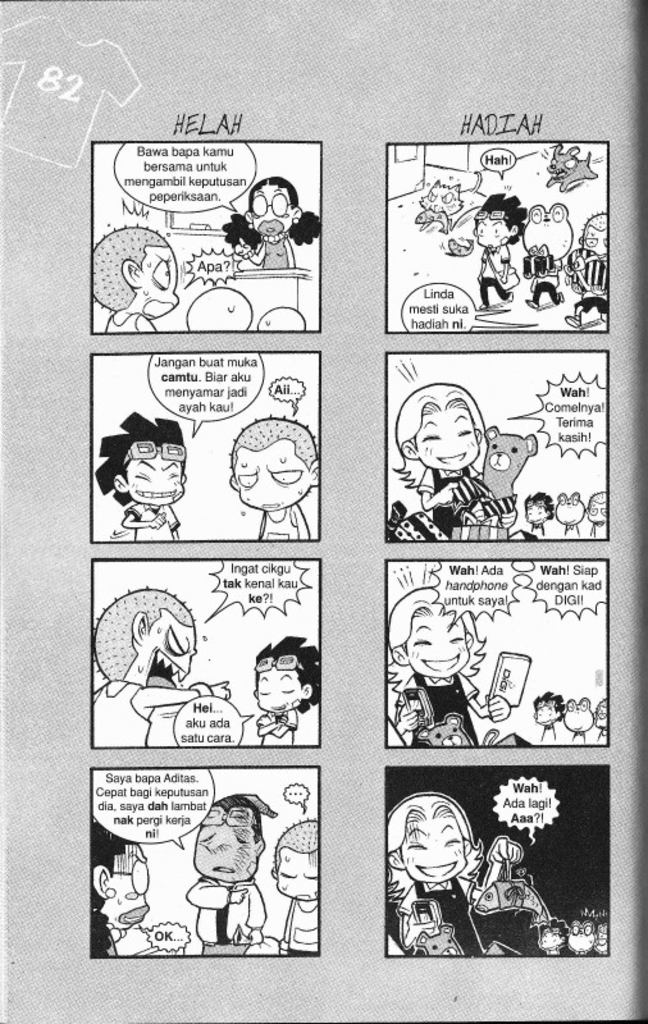 82
HELAH
Bawa bapa kamu
bersama untuk
mengambil keputusan
peperiksaan.
Apa?
Jangan buat muka
camtu. Biar aku
menyamar jadi
ayah kau!
Aii...
Ingat cikgu
tak kenal kau
ke?!
Hei...
aku ada
satu cara.
Saya bapa Aditas.
Cepat bagi keputusan
dia, saya dah lambat
nak pergi kerja
ni!
...
OK...
HADIAH
Hah!
Linda
mesti suka
hadiah ni.
Wah!
Comelnya!
Terima
kasih!
Wah! Ada
handphone
untuk saya!
Wah! Siap
dengan kad
DIGI!
DIGI
Wah!
Ada lagi!
Aaa?!